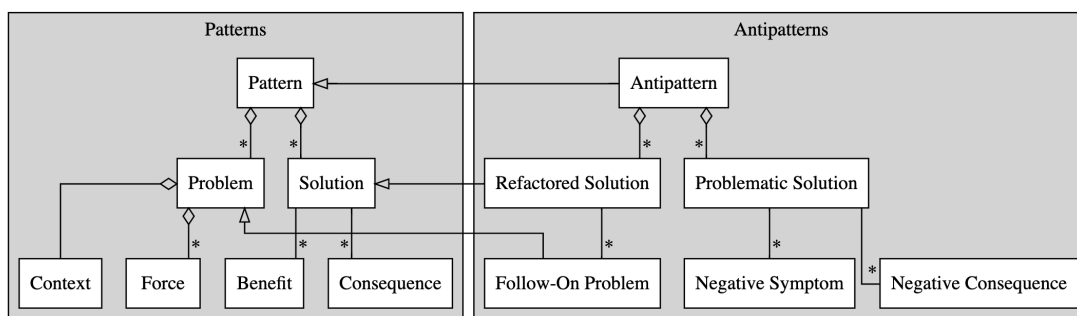 Patterns
Antipatterns
Pattern
Antipattern
*
*
*
*
Problem
Solution
Refactored Solution
Problematic Solution
*
*
*
*
*
*
Context
Force
Benefit
Consequence
Follow-On Problem
Negative Symptom
Negative Consequence